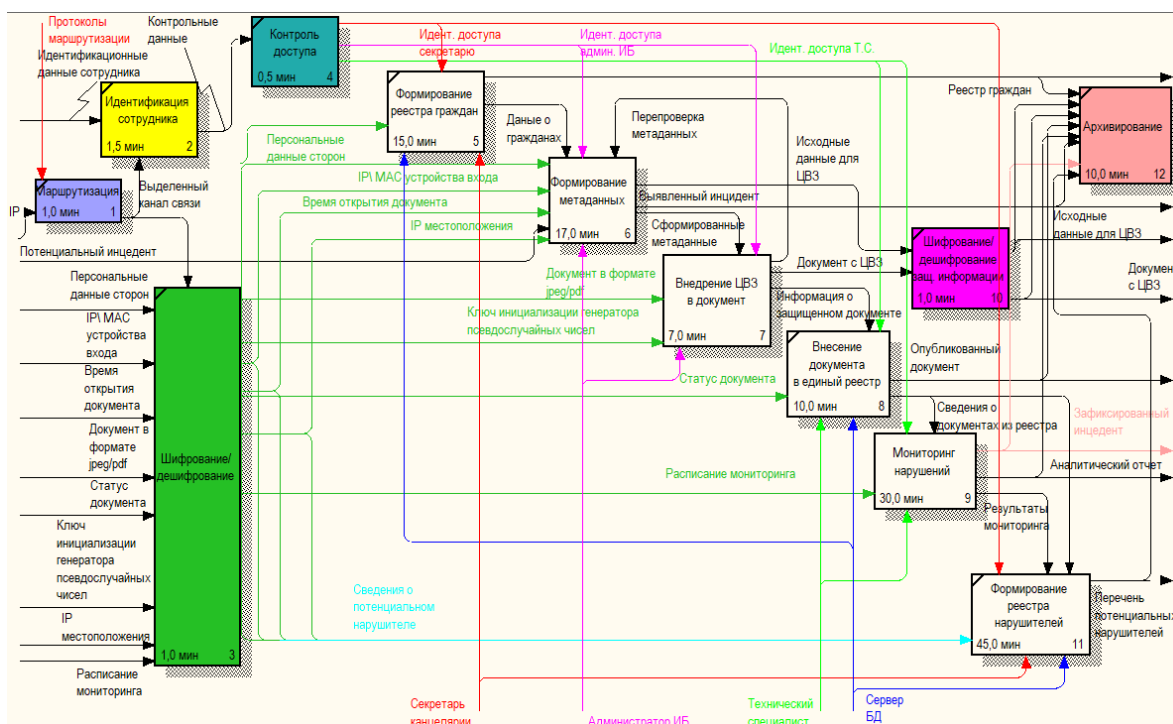 Протоколы
маршрутизации
Контрольные
данные
Идентификационные
данные сотрудника
Контроль
доступа
0,5 мин 4
Идент. доступа
секретарю
Идент. доступа
админ. ИБ
Идент. доступа Т.С.
Идентификация
сотрудника
1,5 мин 2
Формирование
реестра граждан
15,0 мин 5
Даные о
гражданах
Перепроверка
метаданных
Реестр граждан
Архивирование
10,0 мин 12
Персональные
данные сторон
Исходные
данные для
ЦВЗ
IP\ MAC устройства входа
Маршрутизация
1,0 мин 1
Выделенный
канал связи
IP
Формирование
метаданных
17,0 мин 6
Выявленный инцидент
Время открытия документа
IP местоположения
Сформированные
метаданные
Исходные
данные для ЦВЗ
Потенциальный инцедент
Шифрование/
дешифрование
защ. информации
1,0 мин 10
Персональные
данные сторон
Документ в формате
jpeg/pdf
Внедрение ЦВЗ
в документ
7,0 мин 7
Документ с ЦВЗ
Докумен
с ЦВЗ
IP\ MAC
устройства
входа
Ключ инициализации генератора
псевдослучайных чисел
Информация о
защищенном документе
Внесение
документа
в единый реестр
10,0 мин 8
Опубликованный
документ
Время
открытия
документа
Статус документа
Сведения о
документах из реестра
Зафиксированный
инцедент
Документ в
формате
jpeg/pdf
Шифрование/
дешифрование
1,0 мин 3
Мониторинг
нарушений
30,0 мин 9
Аналитический отчет
Расписание мониторинга
Статус
документа
Результаты
мониторинга
Ключ
инициализации
генератора
псевдослучайных
чисел
Сведения о
потенциальном
нарушителе
Формирование
реестра
нарушителей
45,0 мин 11
Перечень
потенциальных
нарушителей
IP
местоположения
Расписание
мониторинга
Секретарь
канцелярии
Администратор ИБ
Технический
специалист
Сервер
БД